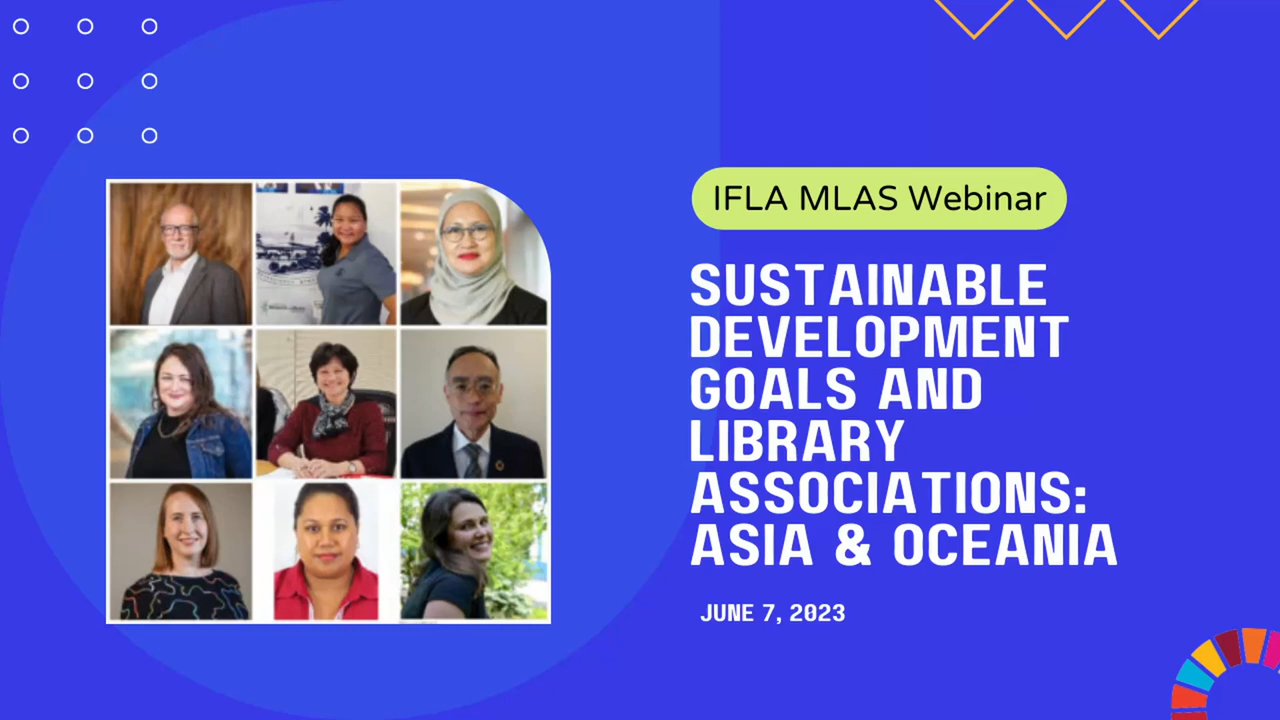 IFLA MLAS Webinar
SUSTAINABLE
DEVELOPMENT
GOALS AND
LIBRARY
ASSOCIATIONS:
ASIA & OCEANIA
JUNE 7, 2023